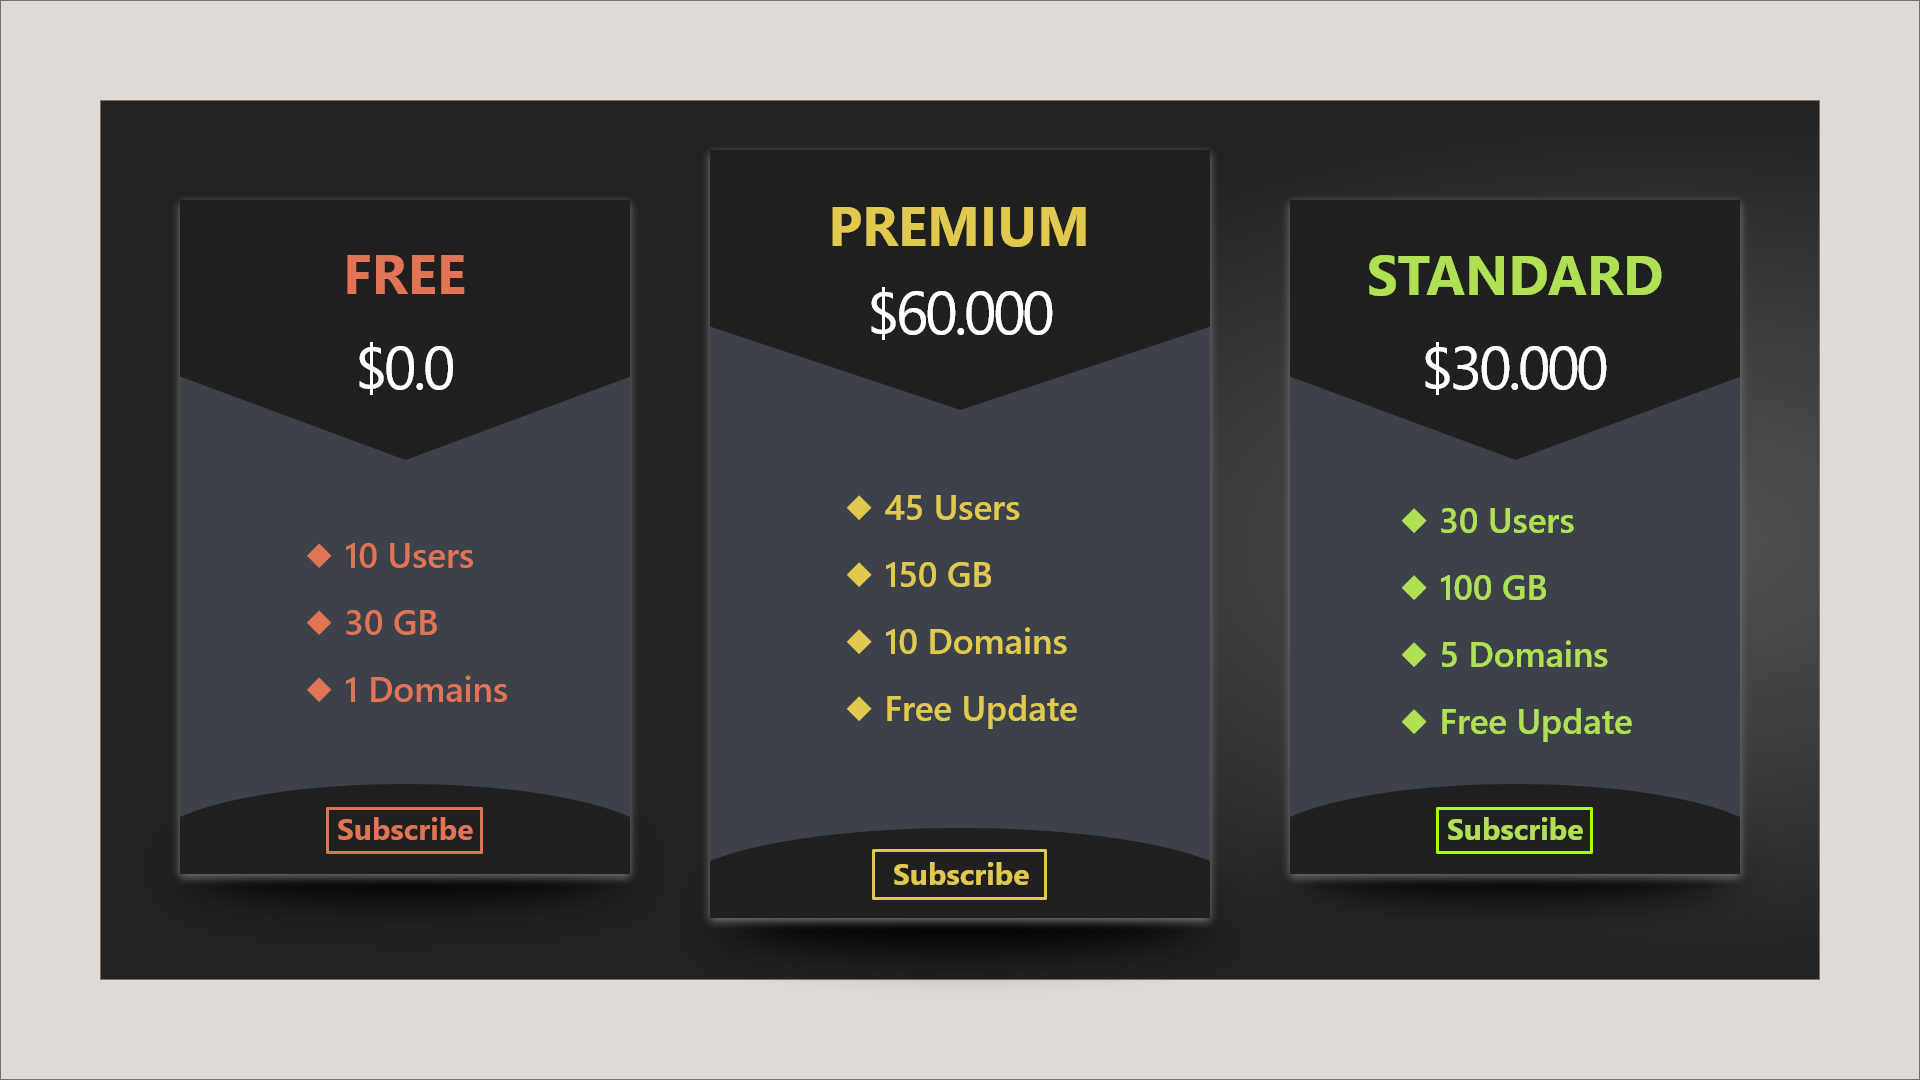 FREE
$0.0
10 Users
30 GB
1 Domains
Subscribe
PREMIUM
$60.000
45 Users
150 GB
10 Domains
Free Update
Subscribe
STANDARD
$30.000
30 Users
100 GB
5 Domains
Free Update
Subscribe